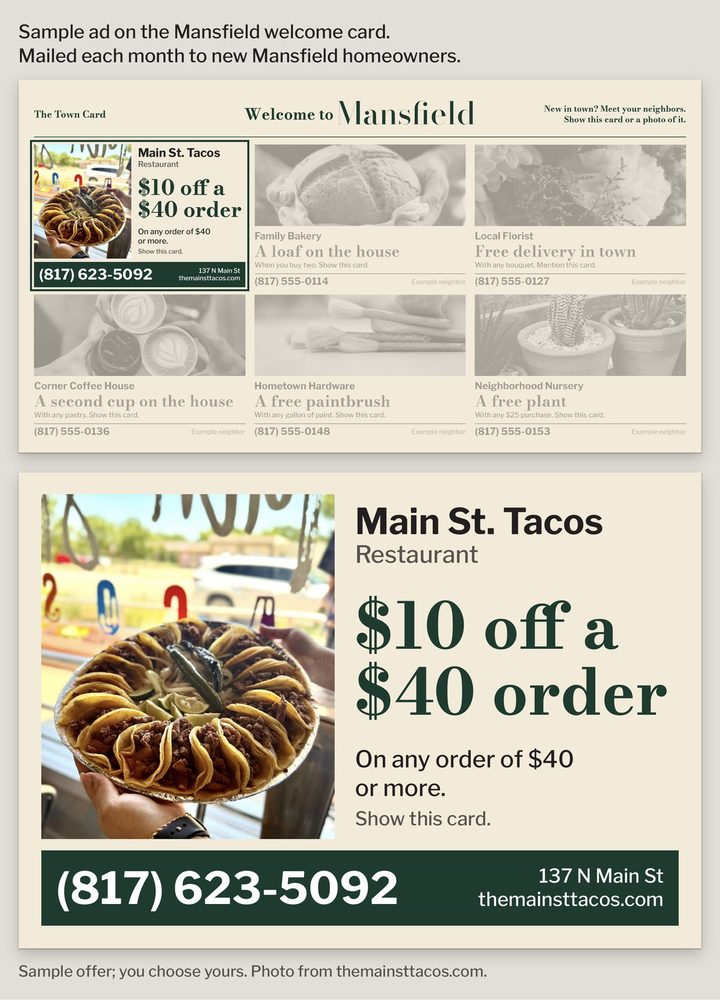 Sample ad on the Mansfield welcome card.
Mailed each month to new Mansfield homeowners.
The Town Card
Welcome to Mansfield
New in town? Meet your neighbors.
Show this card or a photo of it.
Main St. Tacos
Restaurant
$10 off a
$40 order
On any order of $40
or more.
Show this card.
(817) 623-5092
137 N Main St
themainsttacos.com
Family Bakery
A loaf on the house
When you buy two. Show this card.
(817) 555-0114
Example neighbor
Local Florist
Free delivery in town
With any bouquet. Mention this card.
(817) 555-0127
Example neighbor
Corner Coffee House
A second cup on the house
With any pastry. Show this card.
(817) 555-0136
Example neighbor
Hometown Hardware
A free paintbrush
With any gallon of paint. Show this card.
(817) 555-0148
Example neighbor
Neighborhood Nursery
A free plant
With any $25 purchase. Show this card.
(817) 555-0153
Example neighbor
Main St. Tacos
Restaurant
$10 off a
$40 order
On any order of $40
or more.
Show this card.
(817) 623-5092
137 N Main St
themainsttacos.com
Sample offer; you choose yours. Photo from themainsttacos.com.